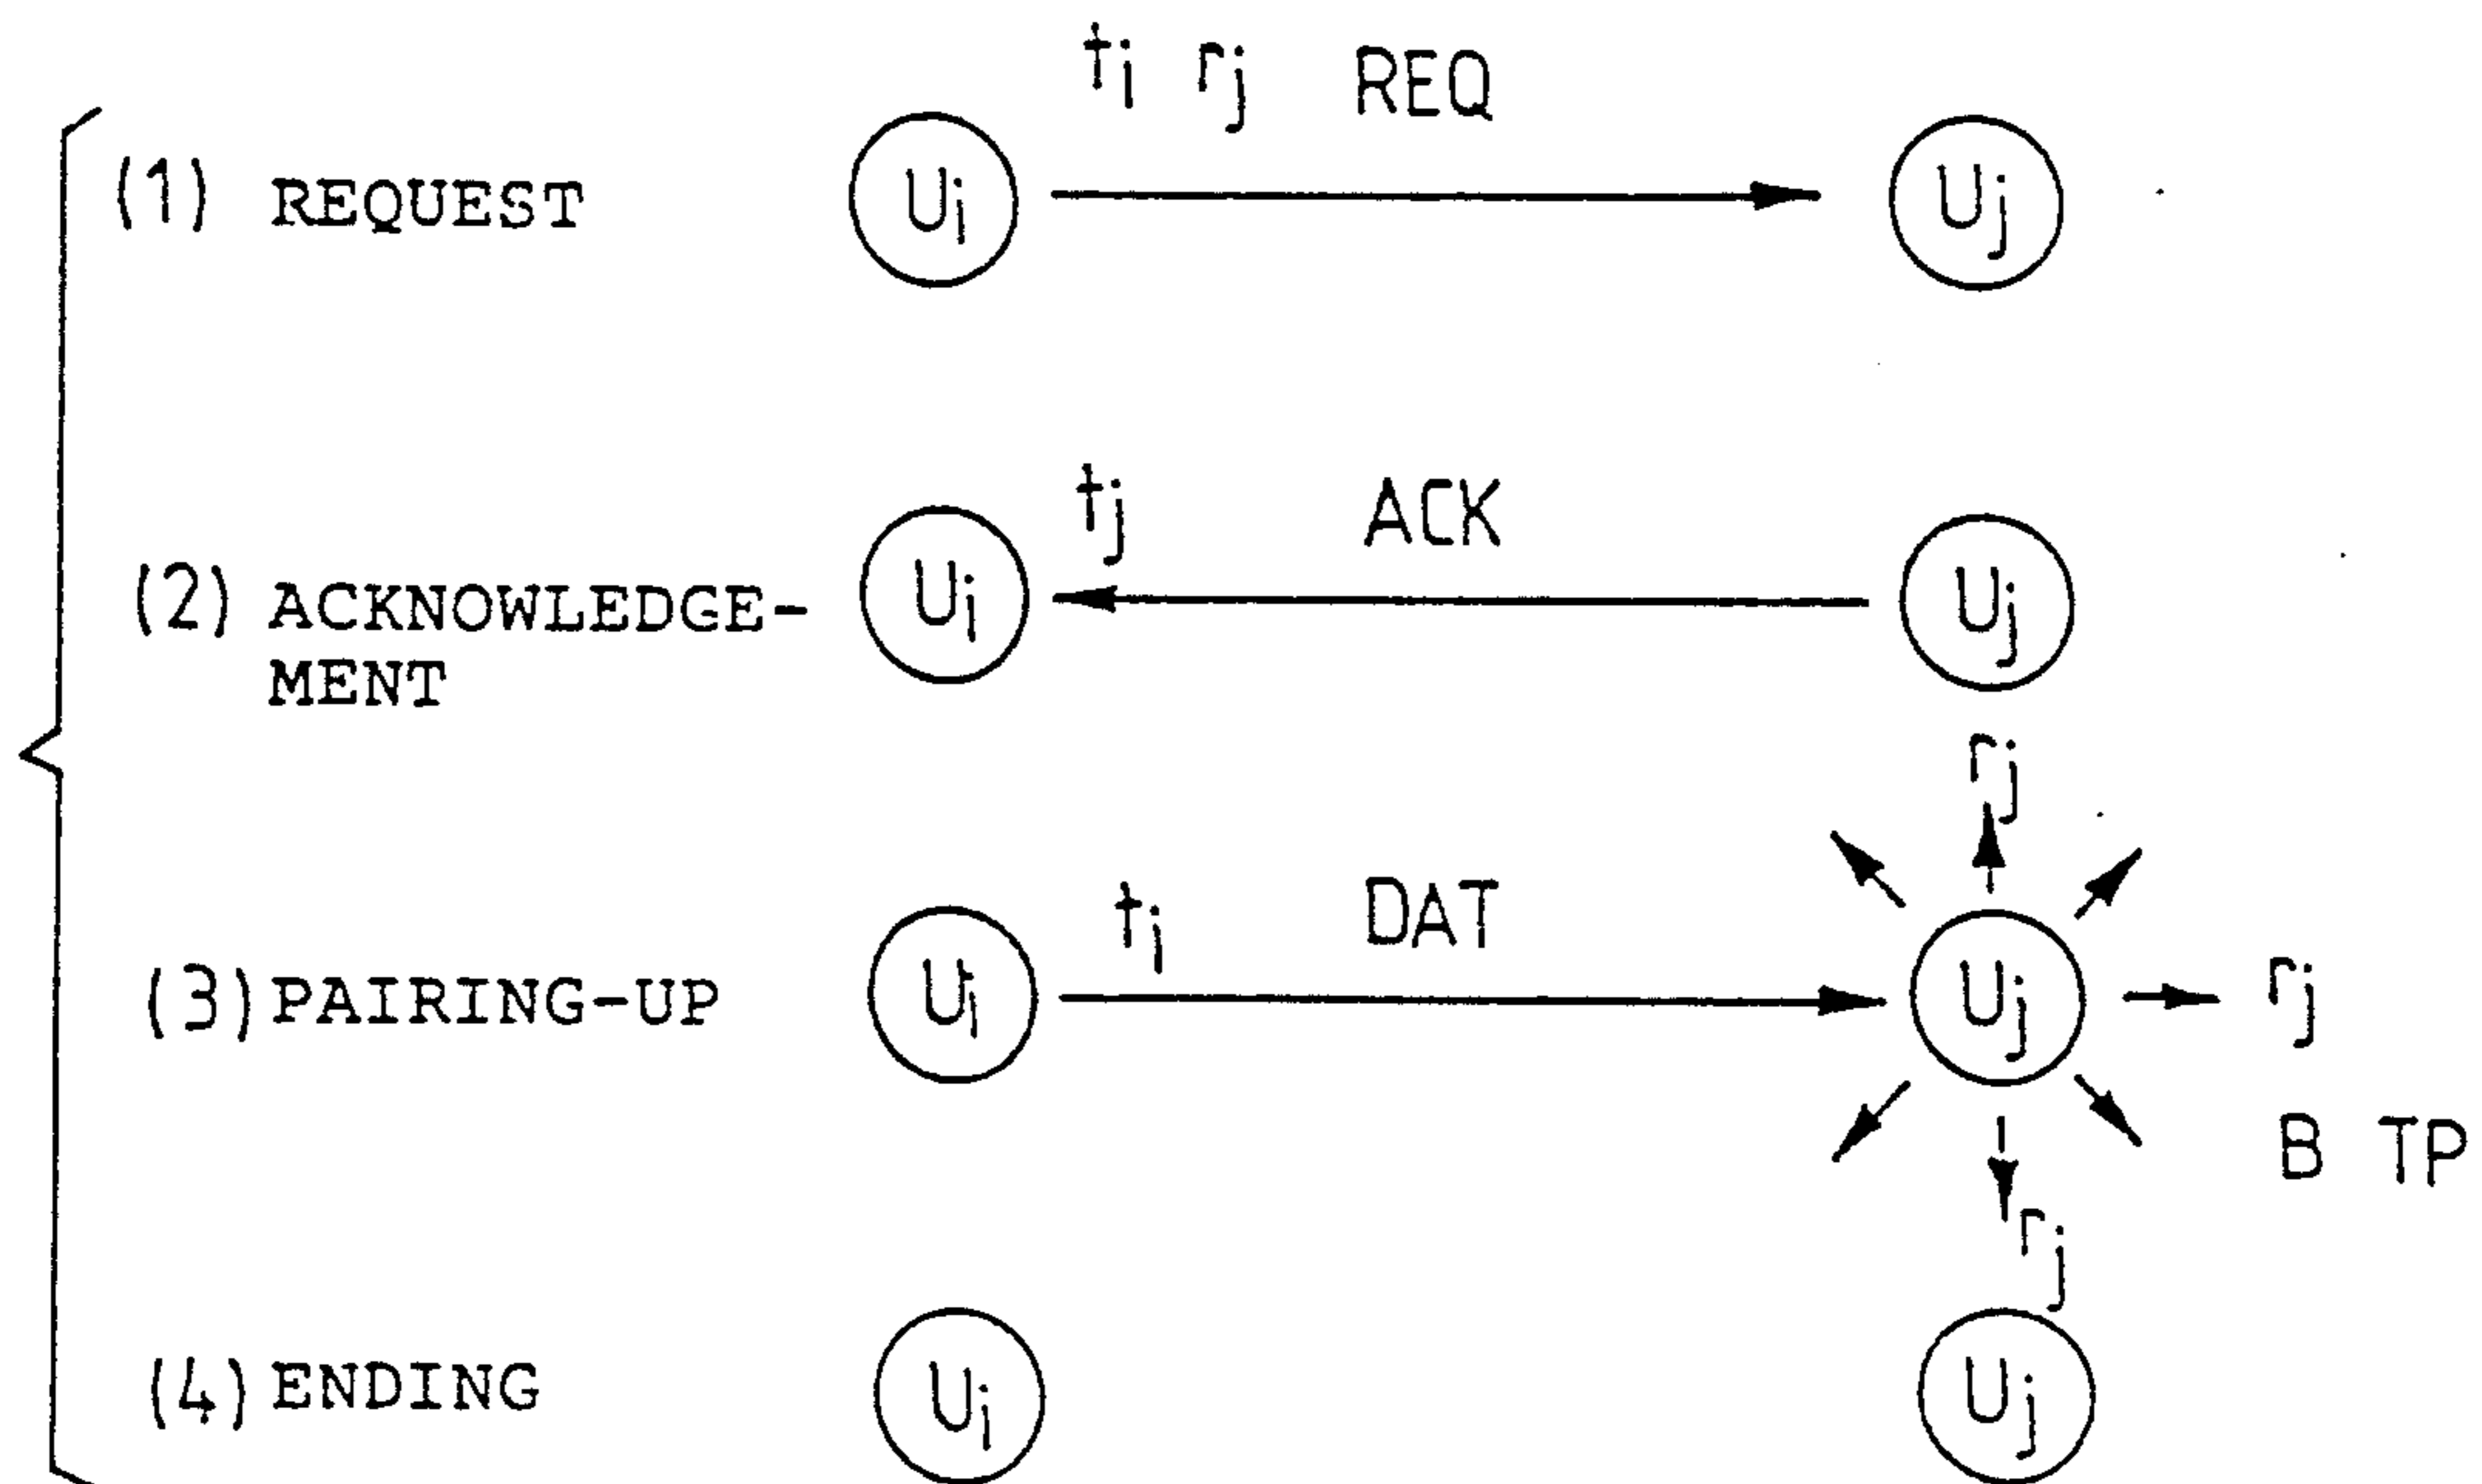 tᵢ rⱼ REQ
(1) REQUEST Uᵢ Uⱼ
tⱼ ACK
(2) ACKNOWLEDGE- Uᵢ Uⱼ
MENT
rⱼ
tᵢ DAT
(3) PAIRING-UP Uᵢ Uⱼ rⱼ
B TP
rⱼ
(4) ENDING Uᵢ Uⱼ